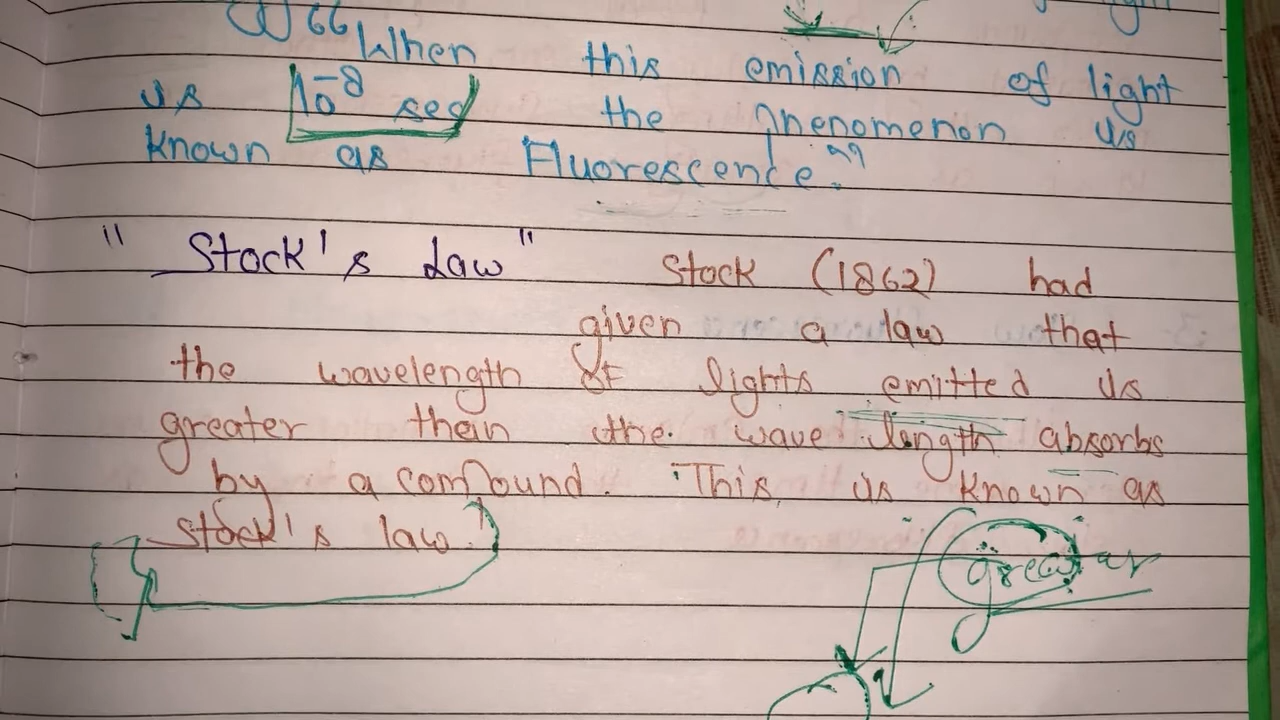 (1) "When this emission of light
is 10⁻⁸ sec the phenomenon is
known as Fluorescence."
" Stock's Law " Stock (1862) had
given a law that
the wavelength of lights emitted is
greater than the wave length absorbs
by a compound. This is known as
stock's law.
greater